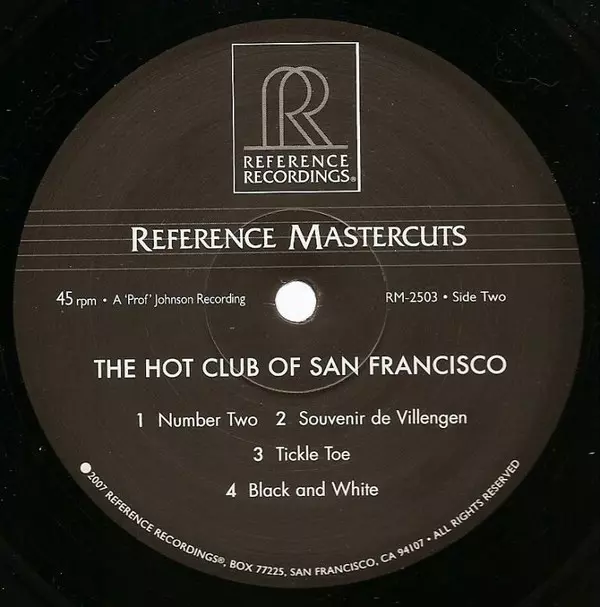 R
REFERENCE
RECORDINGS®
REFERENCE MASTERCUTS
45 rpm • A 'Prof' Johnson Recording
RM-2503 • Side Two
THE HOT CLUB OF SAN FRANCISCO
1 Number Two 2 Souvenir de Villengen
3 Tickle Toe
4 Black and White
2007 REFERENCE RECORDINGS®, BOX 77225, SAN FRANCISCO, CA 94107 • ALL RIGHTS RESERVED